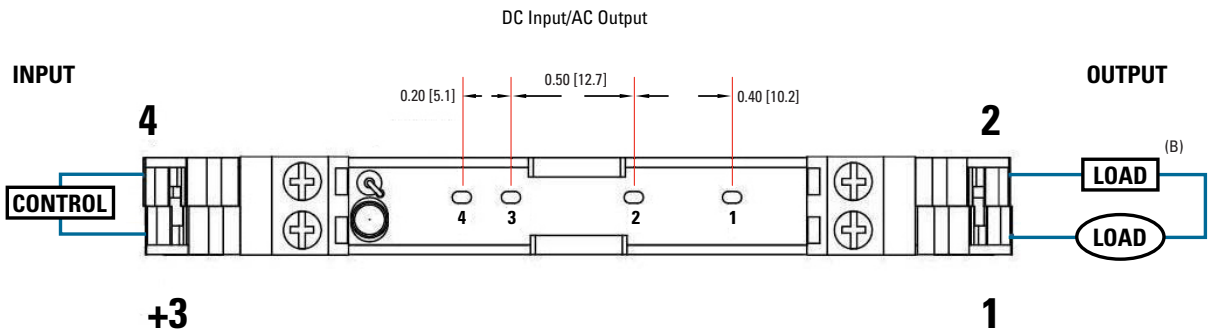 DC Input/AC Output
INPUT
OUTPUT
0.20 [5.1]
0.50 [12.7]
0.40 [10.2]
4
2
(B)
CONTROL
LOAD
4
3
2
1
LOAD
+3
1